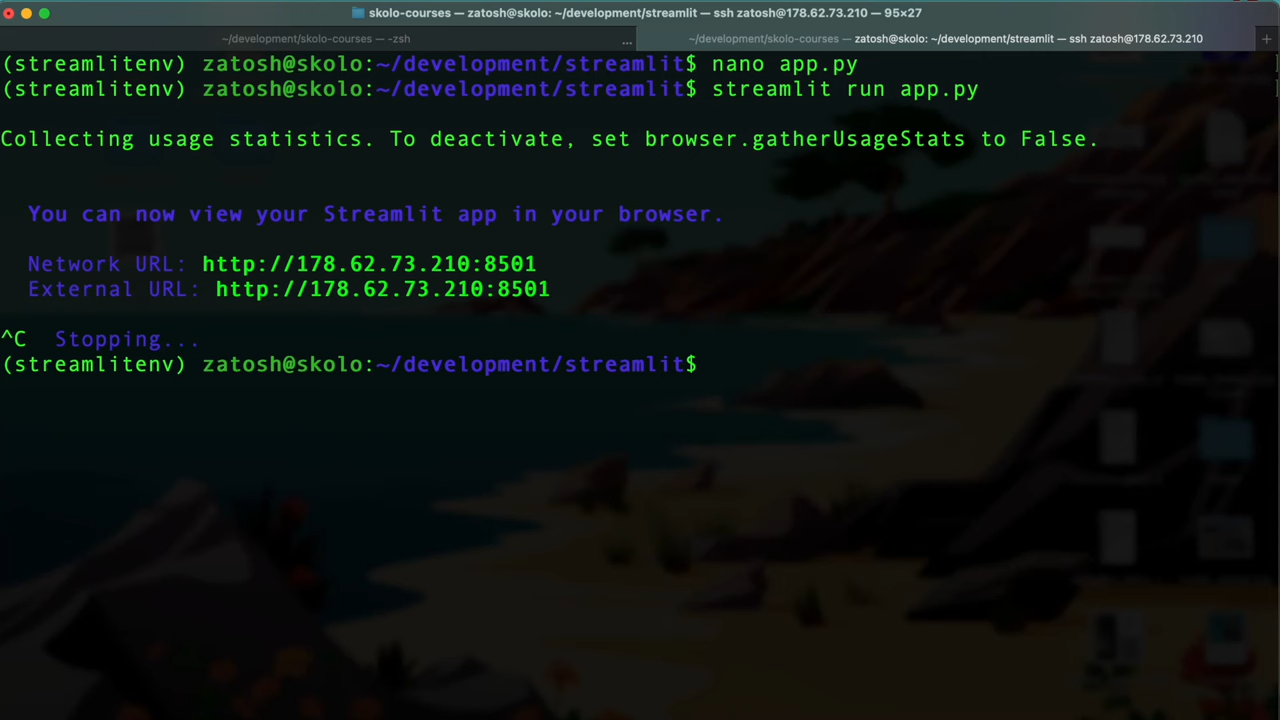 skolo-courses — zatosh@skolo: ~/development/streamlit — ssh zatosh@178.62.73.210 — 95×27
~/development/skolo-courses — -zsh
... ~/development/skolo-courses — zatosh@skolo: ~/development/streamlit — ssh zatosh@178.62.73.210 +
(streamlitenv) zatosh@skolo:~/development/streamlit$ nano app.py
(streamlitenv) zatosh@skolo:~/development/streamlit$ streamlit run app.py
Collecting usage statistics. To deactivate, set browser.gatherUsageStats to False.
You can now view your Streamlit app in your browser.
Network URL: http://178.62.73.210:8501
External URL: http://178.62.73.210:8501
^C  Stopping...
(streamlitenv) zatosh@skolo:~/development/streamlit$